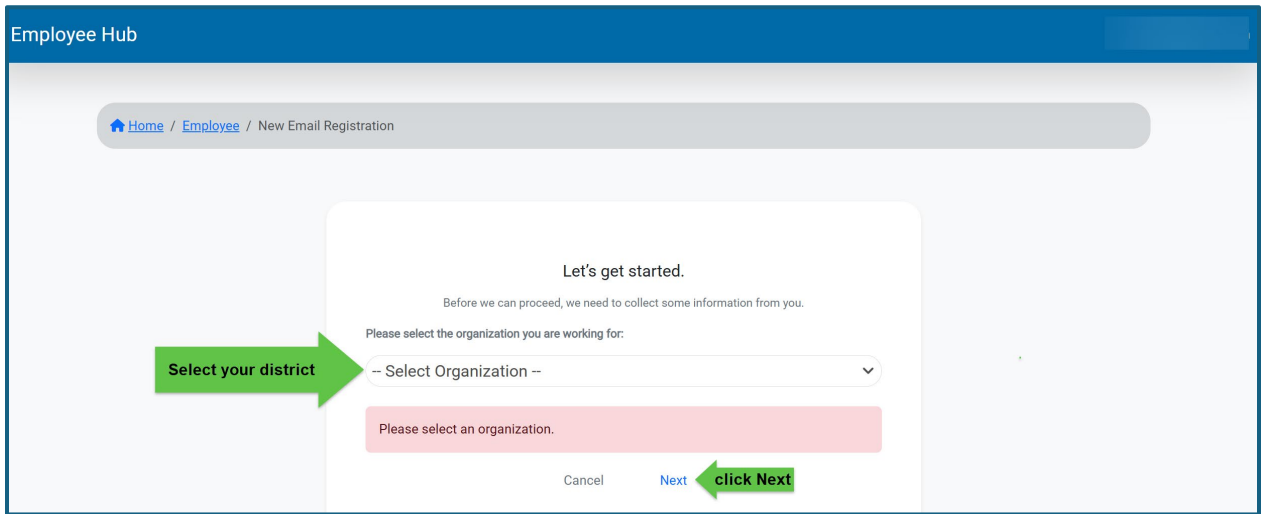 Employee Hub
Home / Employee / New Email Registration
Let's get started.
Before we can proceed, we need to collect some information from you.
Please select the organization you are working for:
Select your district
-- Select Organization --
Please select an organization.
Cancel Next click Next